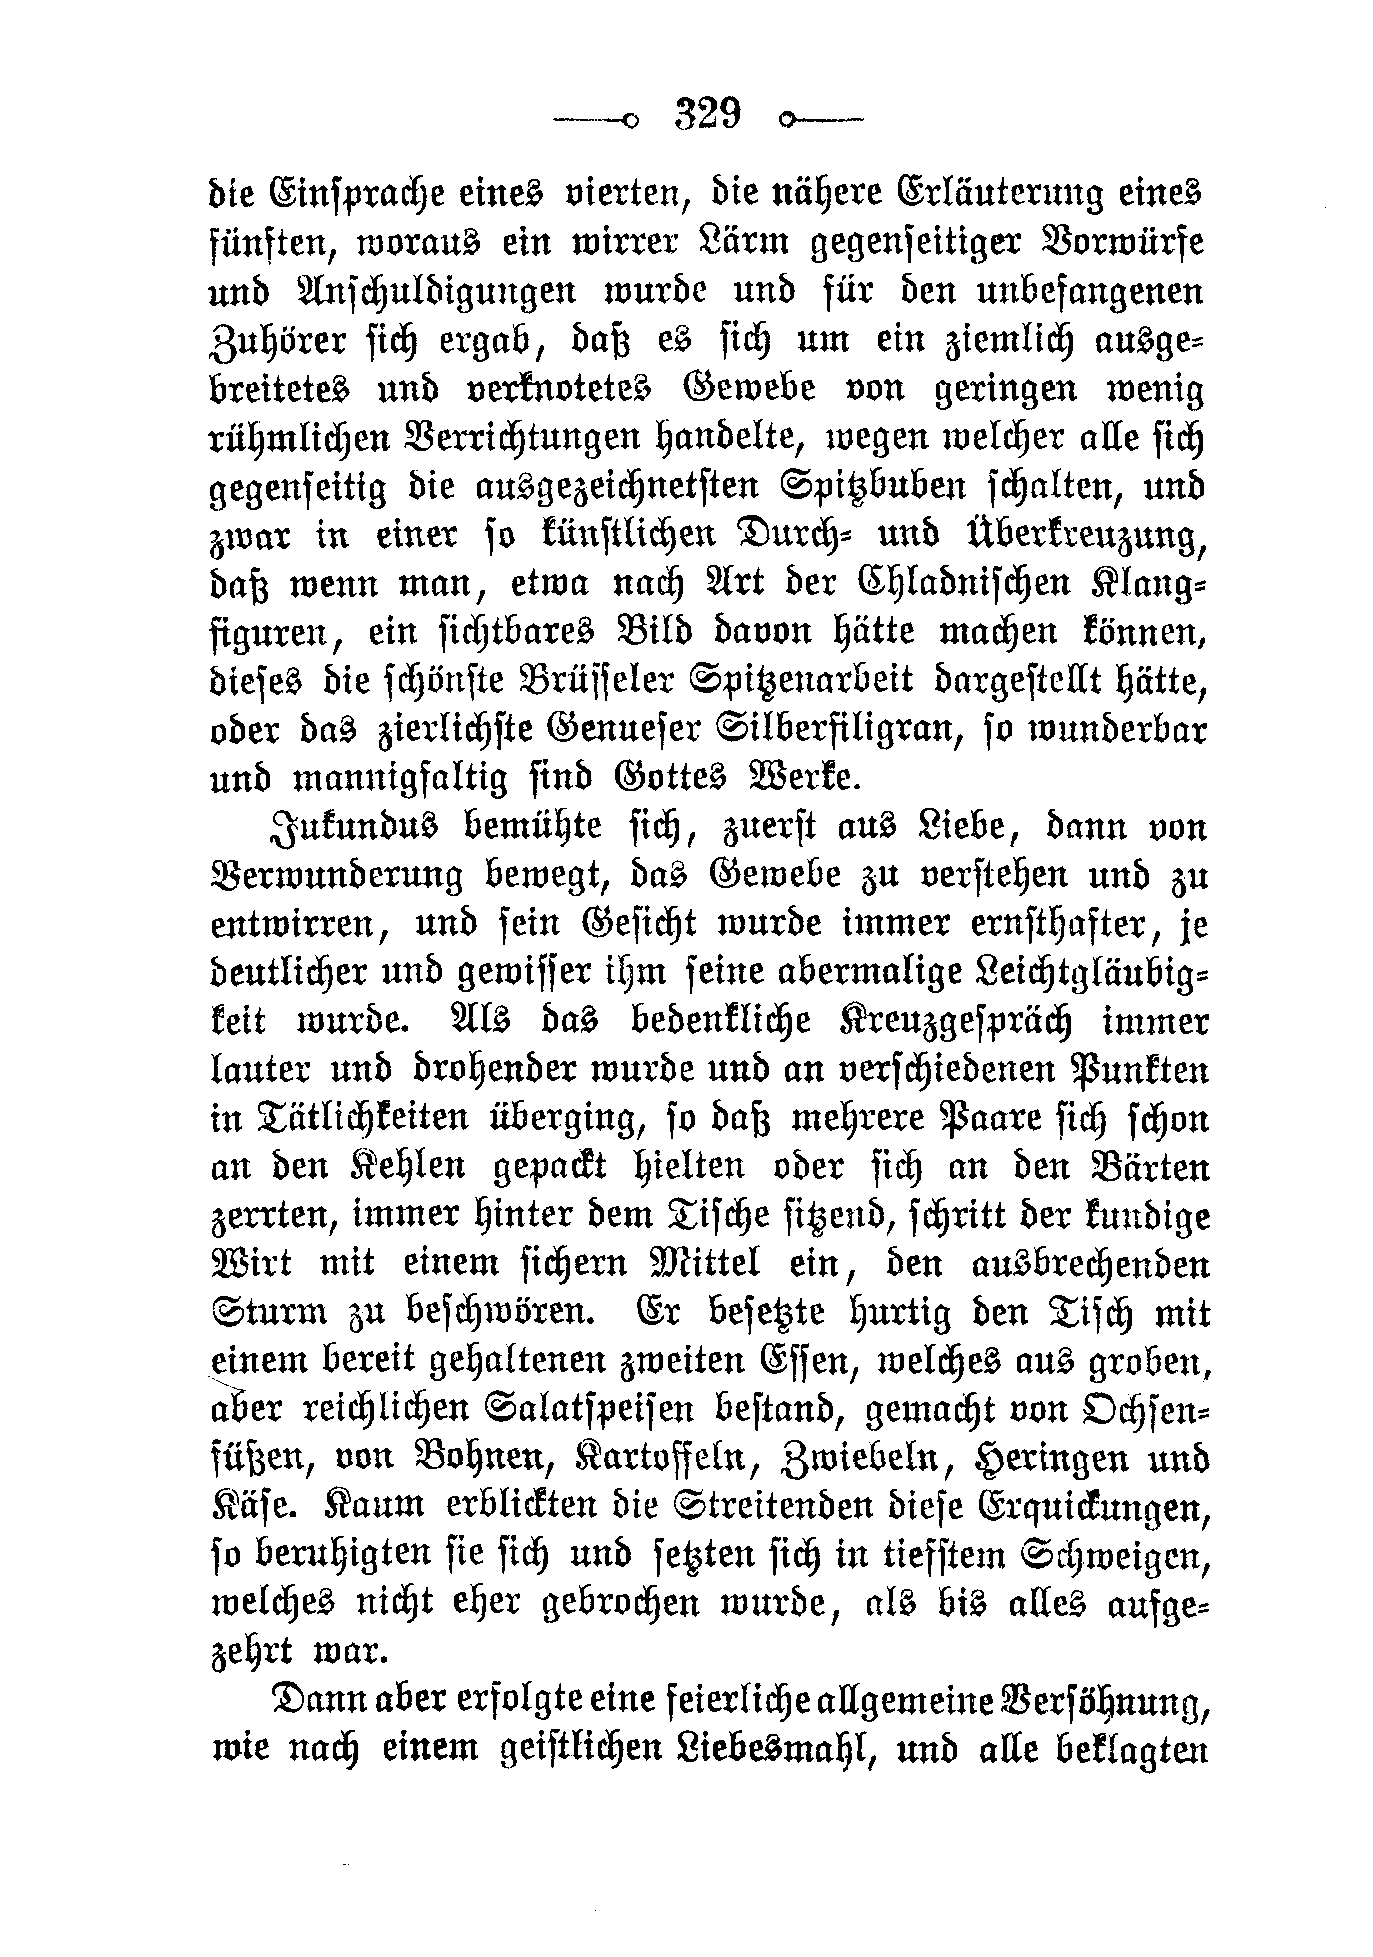 329
die Einsprache eines vierten, die nähere Erläuterung eines
fünften, woraus ein wirrer Lärm gegenseitiger Vorwürfe
und Anschuldigungen wurde und für den unbefangenen
Zuhörer sich ergab, daß es sich um ein ziemlich ausge-
breitetes und verknotetes Gewebe von geringen wenig
rühmlichen Verrichtungen handelte, wegen welcher alle sich
gegenseitig die ausgezeichnetsten Spitzbuben schalten, und
zwar in einer so künstlichen Durch- und Überkreuzung,
daß wenn man, etwa nach Art der Chladnischen Klang-
figuren, ein sichtbares Bild davon hätte machen können,
dieses die schönste Brüsseler Spitzenarbeit dargestellt hätte,
oder das zierlichste Genueser Silberfiligran, so wunderbar
und mannigfaltig sind Gottes Werke.
Jukundus bemühte sich, zuerst aus Liebe, dann von
Verwunderung bewegt, das Gewebe zu verstehen und zu
entwirren, und sein Gesicht wurde immer ernsthafter, je
deutlicher und gewisser ihm seine abermalige Leichtgläubig-
keit wurde. Als das bedenkliche Kreuzgespräch immer
lauter und drohender wurde und an verschiedenen Punkten
in Tätlichkeiten überging, so daß mehrere Paare sich schon
an den Kehlen gepackt hielten oder sich an den Bärten
zerrten, immer hinter dem Tische sitzend, schritt der kundige
Wirt mit einem sichern Mittel ein, den ausbrechenden
Sturm zu beschwören. Er besetzte hurtig den Tisch mit
einem bereit gehaltenen zweiten Essen, welches aus groben,
aber reichlichen Salatspeisen bestand, gemacht von Ochsen-
füßen, von Bohnen, Kartoffeln, Zwiebeln, Heringen und
Käse. Kaum erblickten die Streitenden diese Erquickungen,
so beruhigten sie sich und setzten sich in tiefstem Schweigen,
welches nicht eher gebrochen wurde, als bis alles aufge-
zehrt war.
Dann aber erfolgte eine feierliche allgemeine Versöhnung,
wie nach einem geistlichen Liebesmahl, und alle beklagten